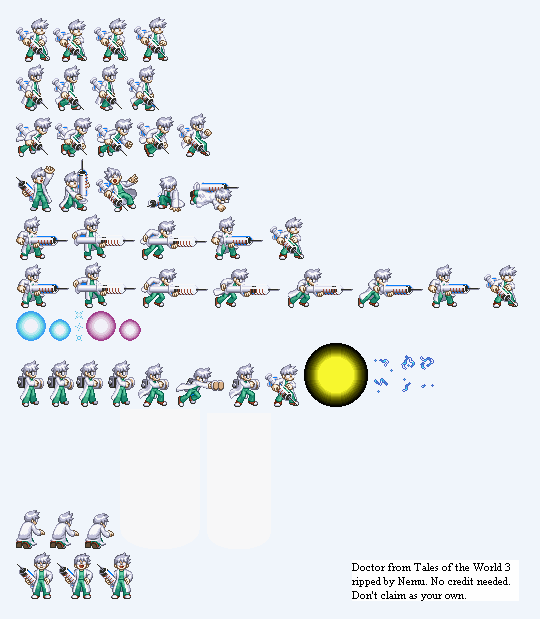 Doctor from Tales of the World 3
ripped by Nemu. No credit needed.
Don't claim as your own.